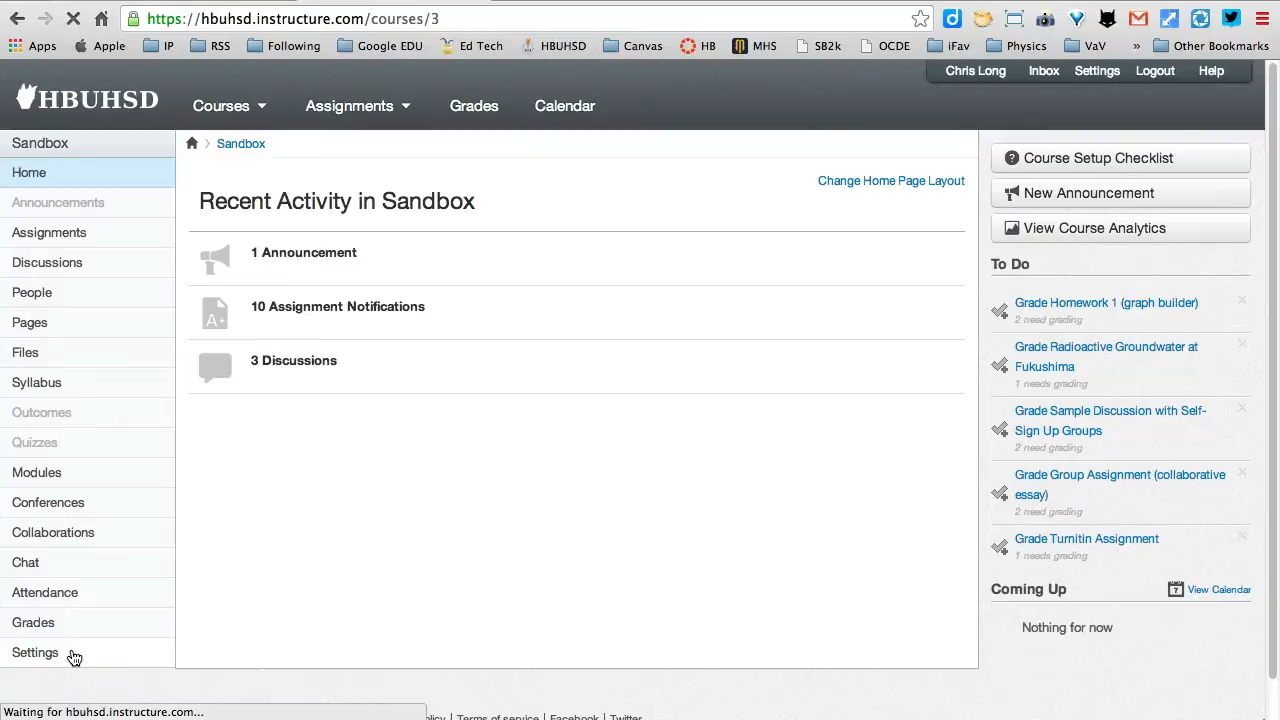 https://hbuhsd.instructure.com/courses/3
Apps Apple IP RSS Following Google EDU Ed Tech HBUHSD Canvas HB MHS SB2k OCDE iFav Physics VaV » Other Bookmarks
Chris Long Inbox Settings Logout Help
HBUHSD Courses Assignments Grades Calendar
Sandbox
Home
Announcements
Assignments
Discussions
People
Pages
Files
Syllabus
Outcomes
Quizzes
Modules
Conferences
Collaborations
Chat
Attendance
Grades
Settings
Sandbox
Change Home Page Layout
Recent Activity in Sandbox
1 Announcement
A+ 10 Assignment Notifications
3 Discussions
Course Setup Checklist
New Announcement
View Course Analytics
To Do
Grade Homework 1 (graph builder)
2 need grading
Grade Radioactive Groundwater at
Fukushima
1 needs grading
Grade Sample Discussion with Self-
Sign Up Groups
2 need grading
Grade Group Assignment (collaborative
essay)
2 need grading
Grade Turnitin Assignment
1 needs grading
Coming Up 7 View Calendar
Nothing for now
Waiting for hbuhsd.instructure.com...
olicy | Terms of service | Facebook | Twitter